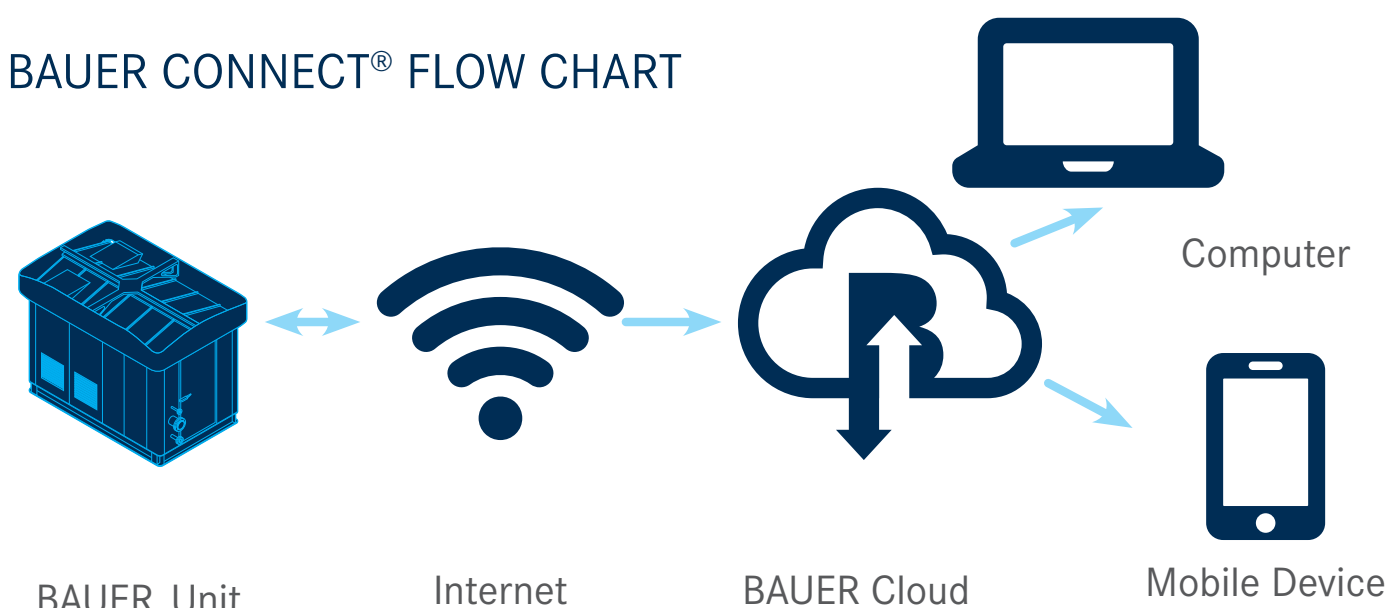 BAUER CONNECT® FLOW CHART
Computer
BAUER Unit
Internet
BAUER Cloud
Mobile Device